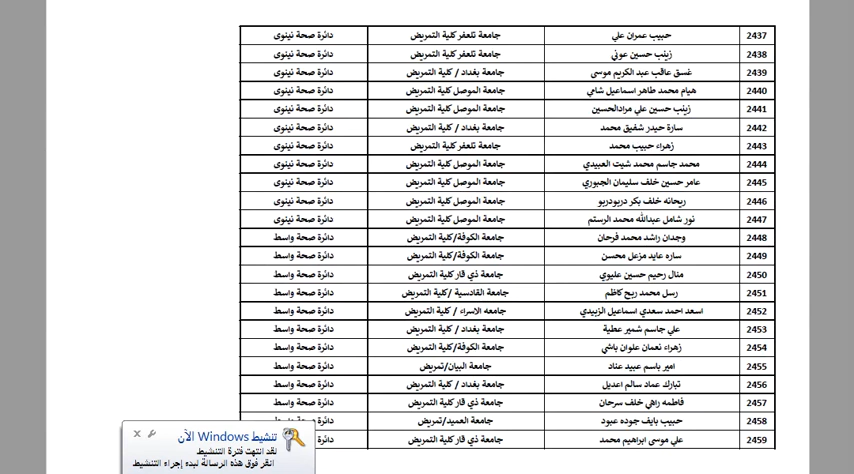 2437 حبيب عمران علي جامعة تلعفر كلية التمريض دائرة صحة نينوى
2438 زينب حسين عوني جامعة تلعفر كلية التمريض دائرة صحة نينوى
2439 غسق عاقب عبد الكريم موسى جامعة بغداد / كلية التمريض دائرة صحة نينوى
2440 هيام محمد طاهر اسماعيل شامي جامعة الموصل كلية التمريض دائرة صحة نينوى
2441 زينب حسين علي مرادالحسين جامعة الموصل كلية التمريض دائرة صحة نينوى
2442 سارة حيدر شفيق محمد جامعة بغداد / كلية التمريض دائرة صحة نينوى
2443 زهراء حبيب محمد جامعة تلعفر كلية التمريض دائرة صحة نينوى
2444 محمد جاسم محمد شيت العبيدي جامعة الموصل كلية التمريض دائرة صحة نينوى
2445 عامر حسين خلف سليمان الجبوري جامعة الموصل كلية التمريض دائرة صحة نينوى
2446 ريحانه خلف بكر دربودربو جامعة الموصل كلية التمريض دائرة صحة نينوى
2447 نور شامل عبدالله محمد الرستم جامعة الموصل كلية التمريض دائرة صحة نينوى
2448 وجدان راشد محمد فرحان جامعة الكوفة/كلية التمريض دائرة صحة واسط
2449 ساره عايد مزعل محسن جامعة الكوفة/كلية التمريض دائرة صحة واسط
2450 منال رحيم حسين عليوي جامعة ذي قار كلية التمريض دائرة صحة واسط
2451 رسل محمد ربح كاظم جامعة القادسية / كلية التمريض دائرة صحة واسط
2452 اسعد احمد سعدي اسماعيل الزبيدي جامعه الاسراء / كلية التمريض دائرة صحة واسط
2453 علي جاسم شمير عطية جامعة بغداد / كلية التمريض دائرة صحة واسط
2454 زهراء نعمان علوان باشي جامعة الكوفة/كلية التمريض دائرة صحة واسط
2455 امير باسم عبيد عناد جامعة البيان/تمريض دائرة صحة واسط
2456 تبارك عماد سالم اعديل جامعة بغداد / كلية التمريض دائرة صحة واسط
2457 فاطمه راهي خلف سرحان جامعة ذي قار كلية التمريض دائرة صحة واسط
2458 حبيب بايف جوده عبود جامعة العميد/تمريض دائرة صحة واسط
2459 علي موسى ابراهيم محمد جامعة ذي قار كلية التمريض دائرة
تنشيط Windows الآن
لقد انتهت فترة التنشيط
انقر فوق هذه الرسالة لبدء إجراء التنشيط